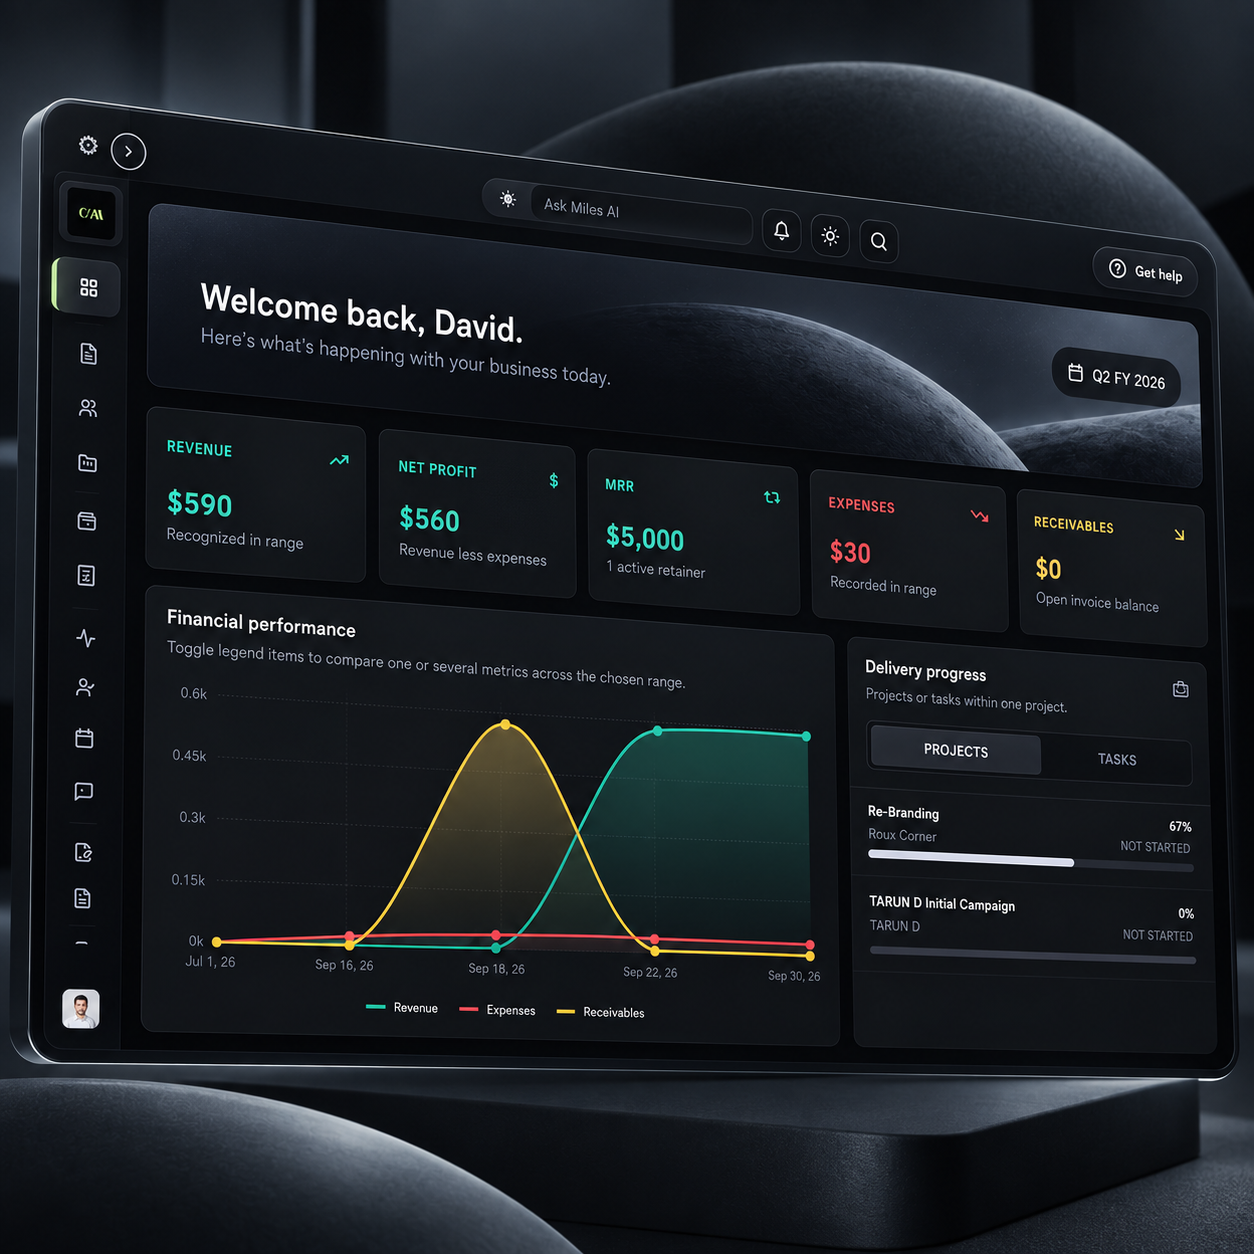 C/AI
Ask Miles AI
Get help
Welcome back, David.
Here's what's happening with your business today.
Q2 FY 2026
REVENUE
$590
Recognized in range
NET PROFIT
$
$560
Revenue less expenses
MRR
$5,000
1 active retainer
EXPENSES
$30
Recorded in range
RECEIVABLES
$0
Open invoice balance
Financial performance
Toggle legend items to compare one or several metrics across the chosen range.
0.6k
0.45k
0.3k
0.15k
0k
Jul 1, 26
Sep 16, 26
Sep 18, 26
Sep 22, 26
Sep 30, 26
Revenue
Expenses
Receivables
Delivery progress
Projects or tasks within one project.
PROJECTS
TASKS
Re-Branding
67%
Roux Corner
NOT STARTED
TARUN D Initial Campaign
0%
TARUN D
NOT STARTED